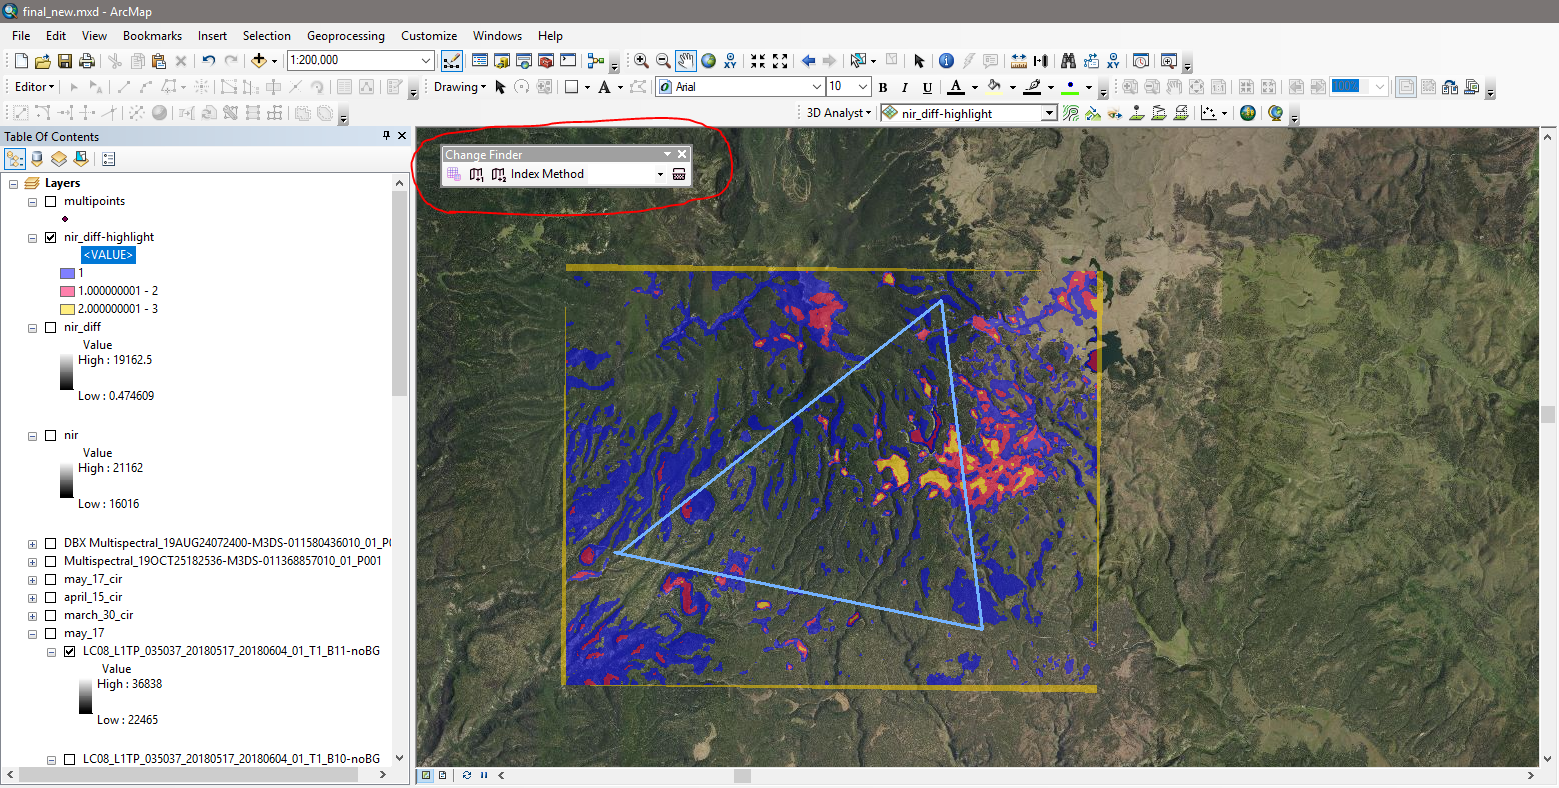 final_new.mxd - ArcMap
File Edit View Bookmarks Insert Selection Geoprocessing Customize Windows Help
1:200,000
Editor Drawing A Arial 10 B I U A 100%
3D Analyst nir_diff-highlight
Table Of Contents
Layers
multipoints
nir_diff-highlight
<VALUE>
1
1.000000001 - 2
2.000000001 - 3
nir_diff
Value
High : 19162.5
Low : 0.474609
nir
Value
High : 21162
Low : 16016
DBX Multispectral_19AUG24072400-M3DS-011580436010_01_P(
Multispectral_19OCT25182536-M3DS-011368857010_01_P001
may_17_cir
april_15_cir
march_30_cir
may_17
LC08_L1TP_035037_20180517_20180604_01_T1_B11-noBG
Value
High : 36838
Low : 22465
LC08_L1TP_035037_20180517_20180604_01_T1_B10-noBG
Change Finder
Index Method